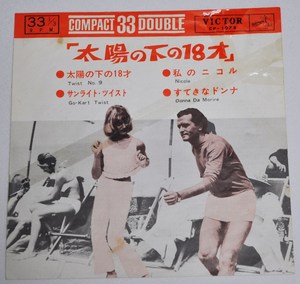 33 1/3
COMPACT 33 DOUBLE
VICTOR
「太陽の下の18才」
●太陽の下の18才
Twist No. 9
●サンライト・ツイスト
Go-Kart Twist
●私のニコル
Nicole
●すてきなドンナ
Donna Da Morire